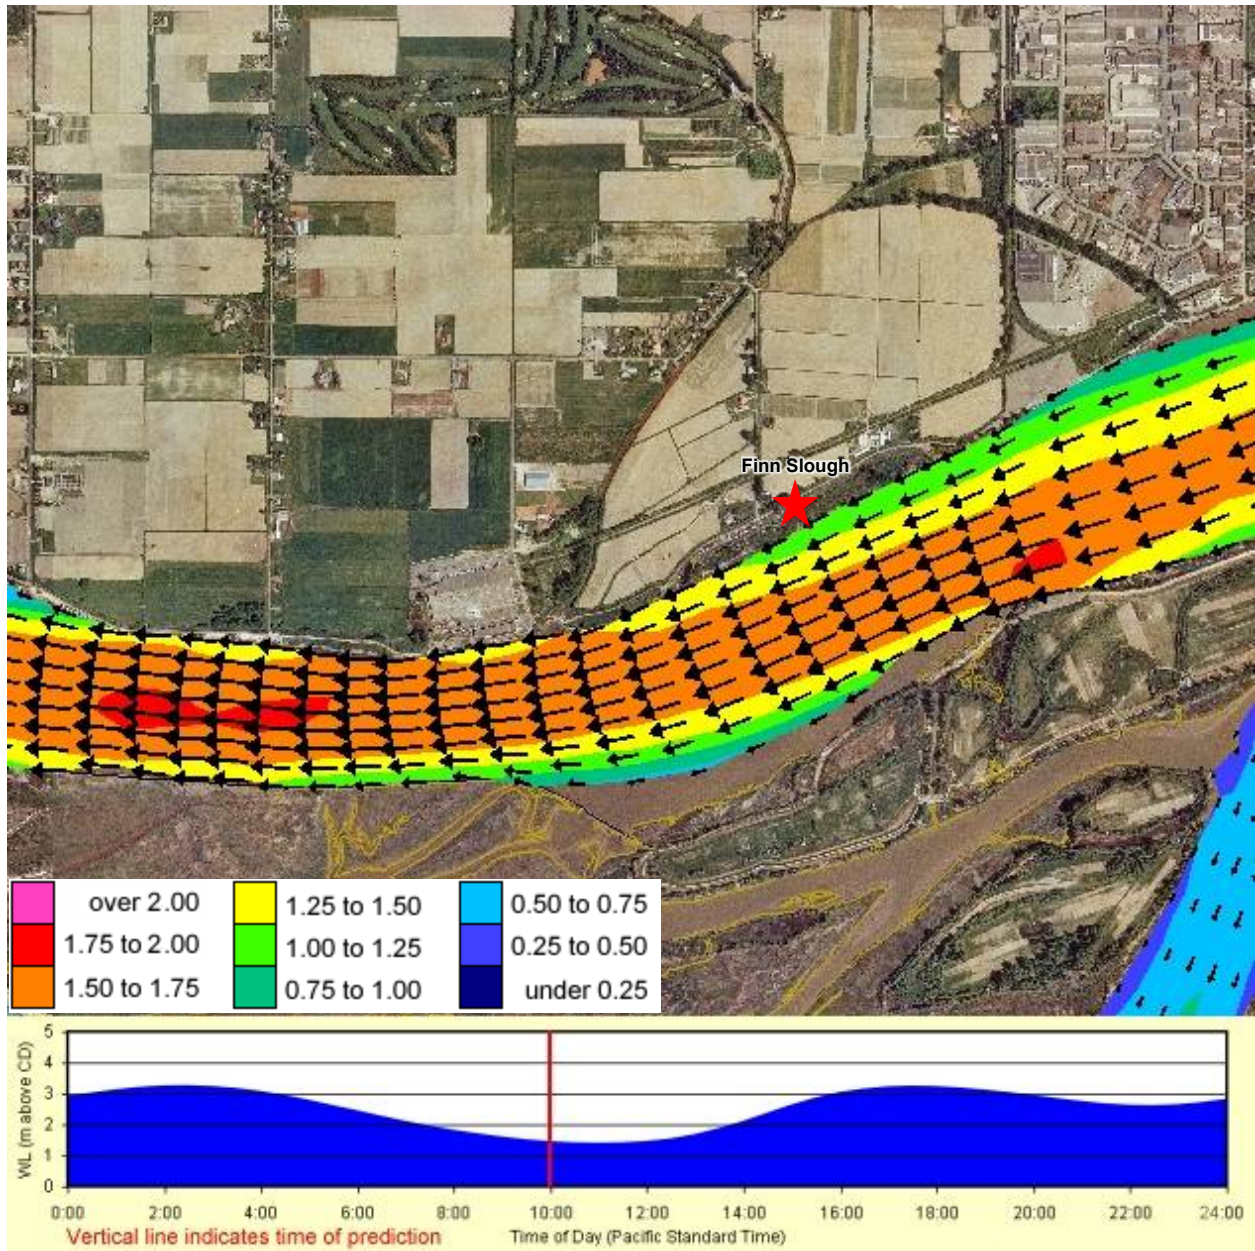 Finn Slough
over 2.00
1.75 to 2.00
1.50 to 1.75
1.25 to 1.50
1.00 to 1.25
0.75 to 1.00
0.50 to 0.75
0.25 to 0.50
under 0.25
WL (m above CD)
5
4
3
2
1
0
0:00 2:00 4:00 6:00 8:00 10:00 12:00 14:00 16:00 18:00 20:00 22:00 24:00
Vertical line indicates time of prediction
Time of Day (Pacific Standard Time)